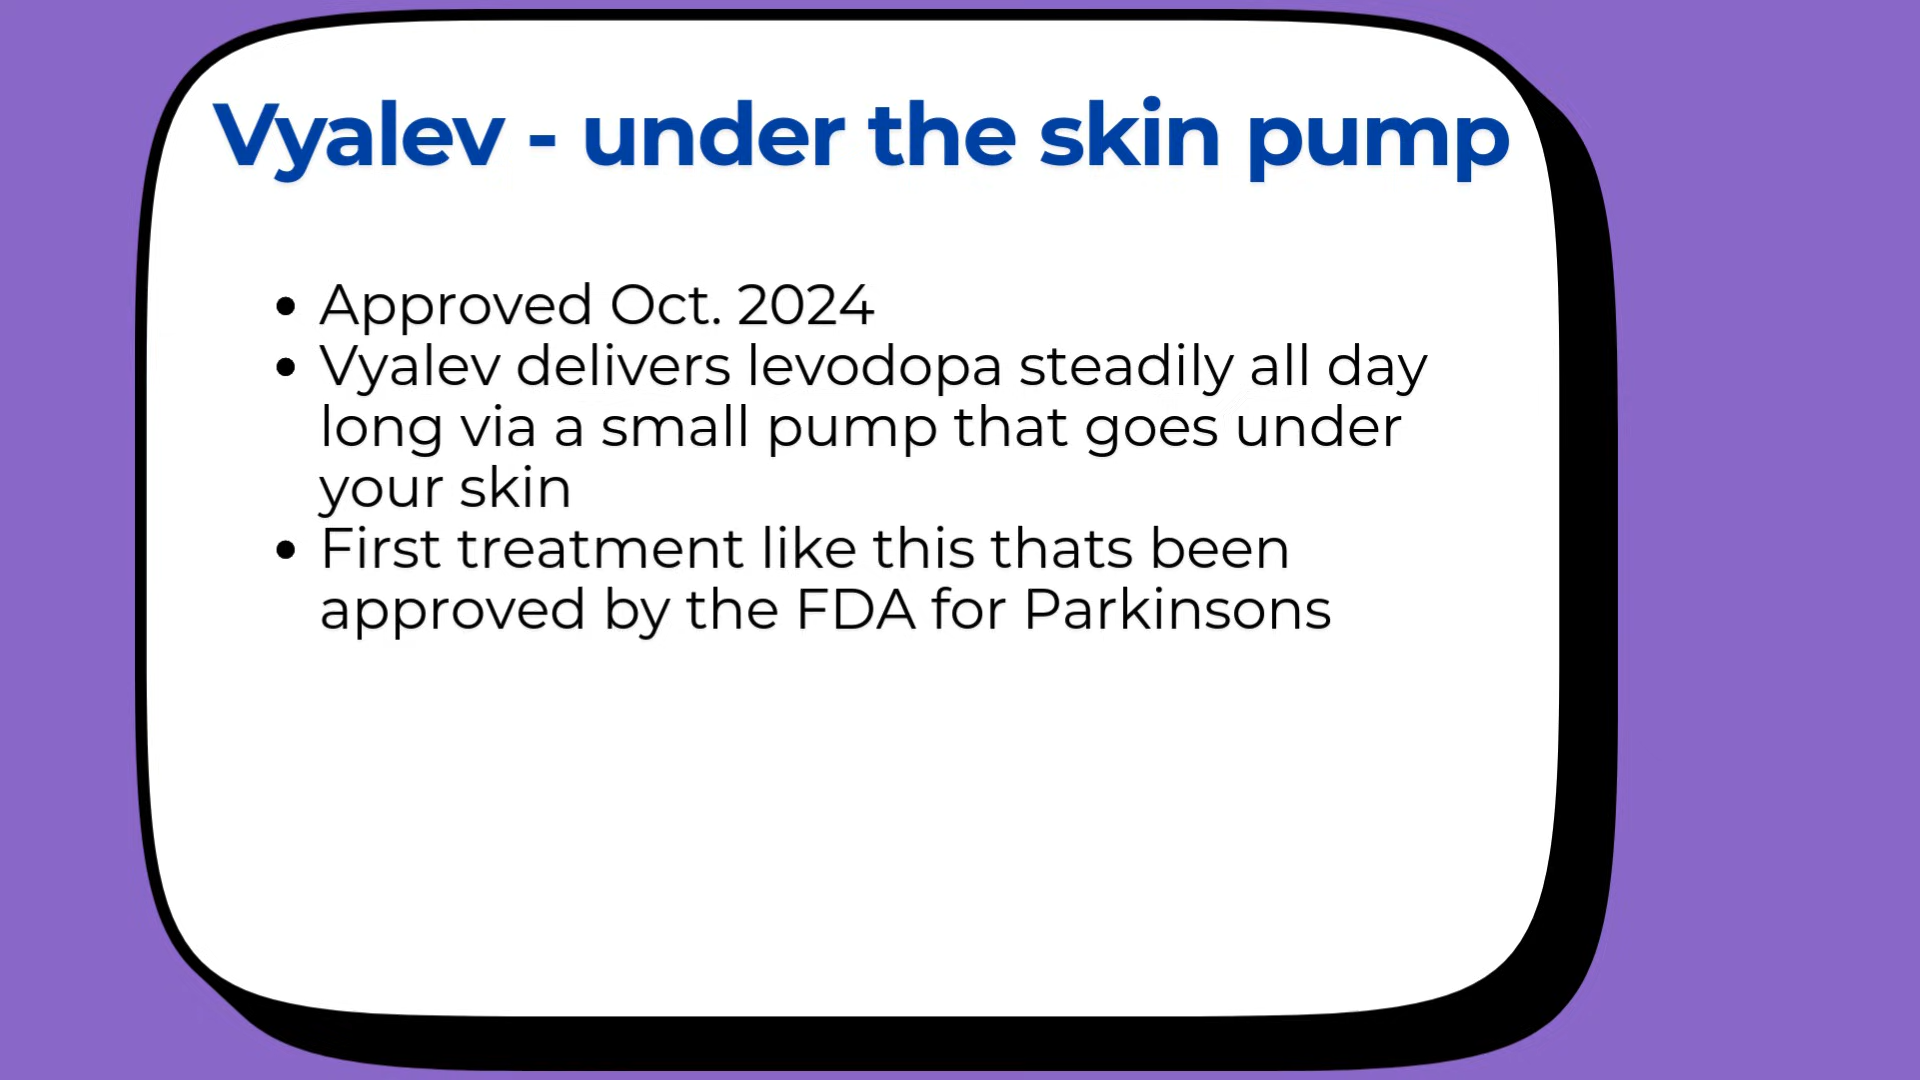 Vyalev - under the skin pump
• Approved Oct. 2024
• Vyalev delivers levodopa steadily all day
long via a small pump that goes under
your skin
• First treatment like this thats been
approved by the FDA for Parkinsons